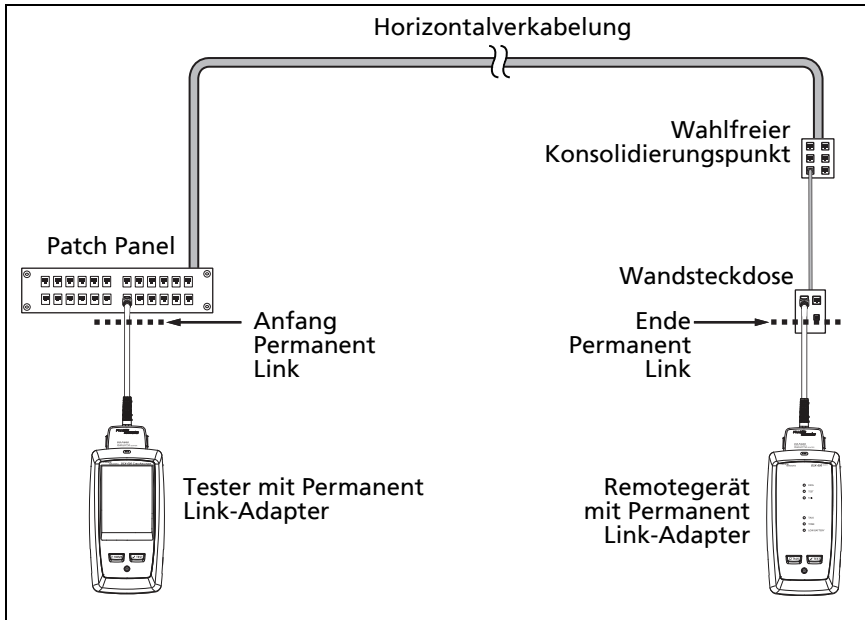 Horizontalverkabelung
Wahlfreier
Konsolidierungspunkt
Patch Panel
Wandsteckdose
Anfang
Permanent
Link
Ende
Permanent
Link
Tester mit Permanent
Link-Adapter
Remotegerät
mit Permanent
Link-Adapter